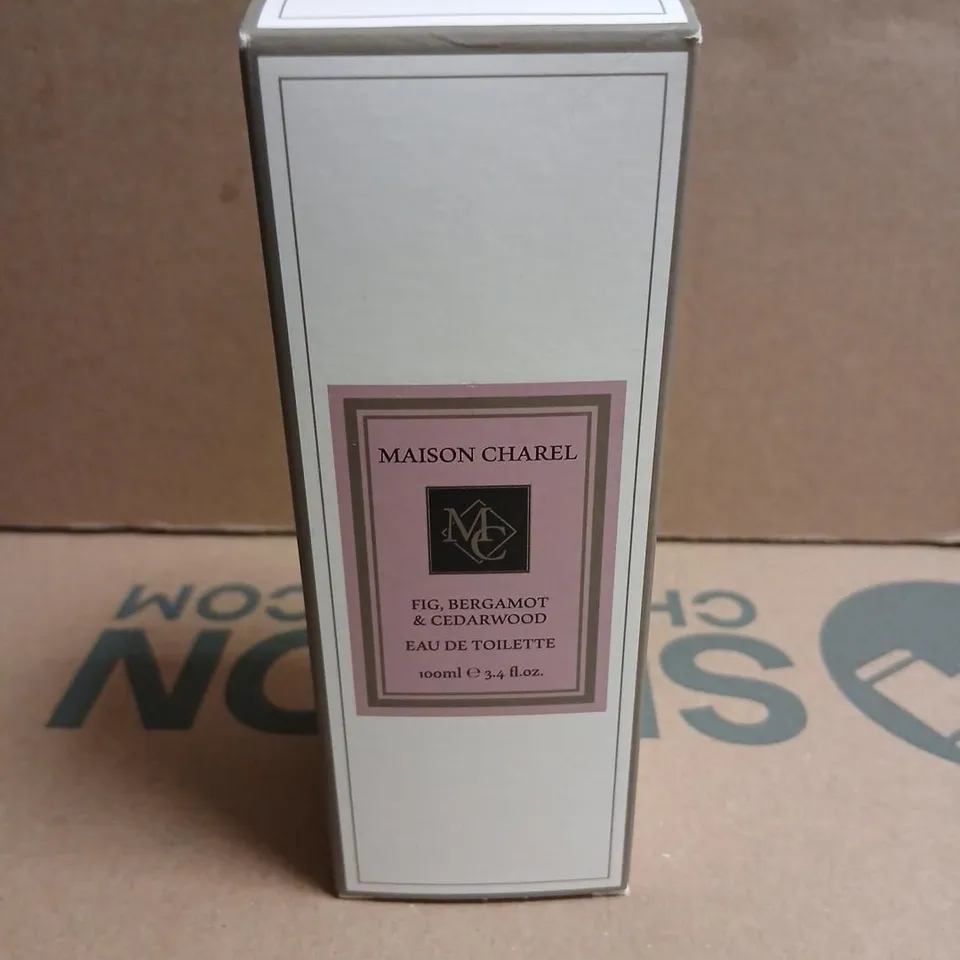 MAISON CHAREL
MC
FIG, BERGAMOT
& CEDARWOOD
EAU DE TOILETTE
100ml ℮ 3.4 fl.oz.